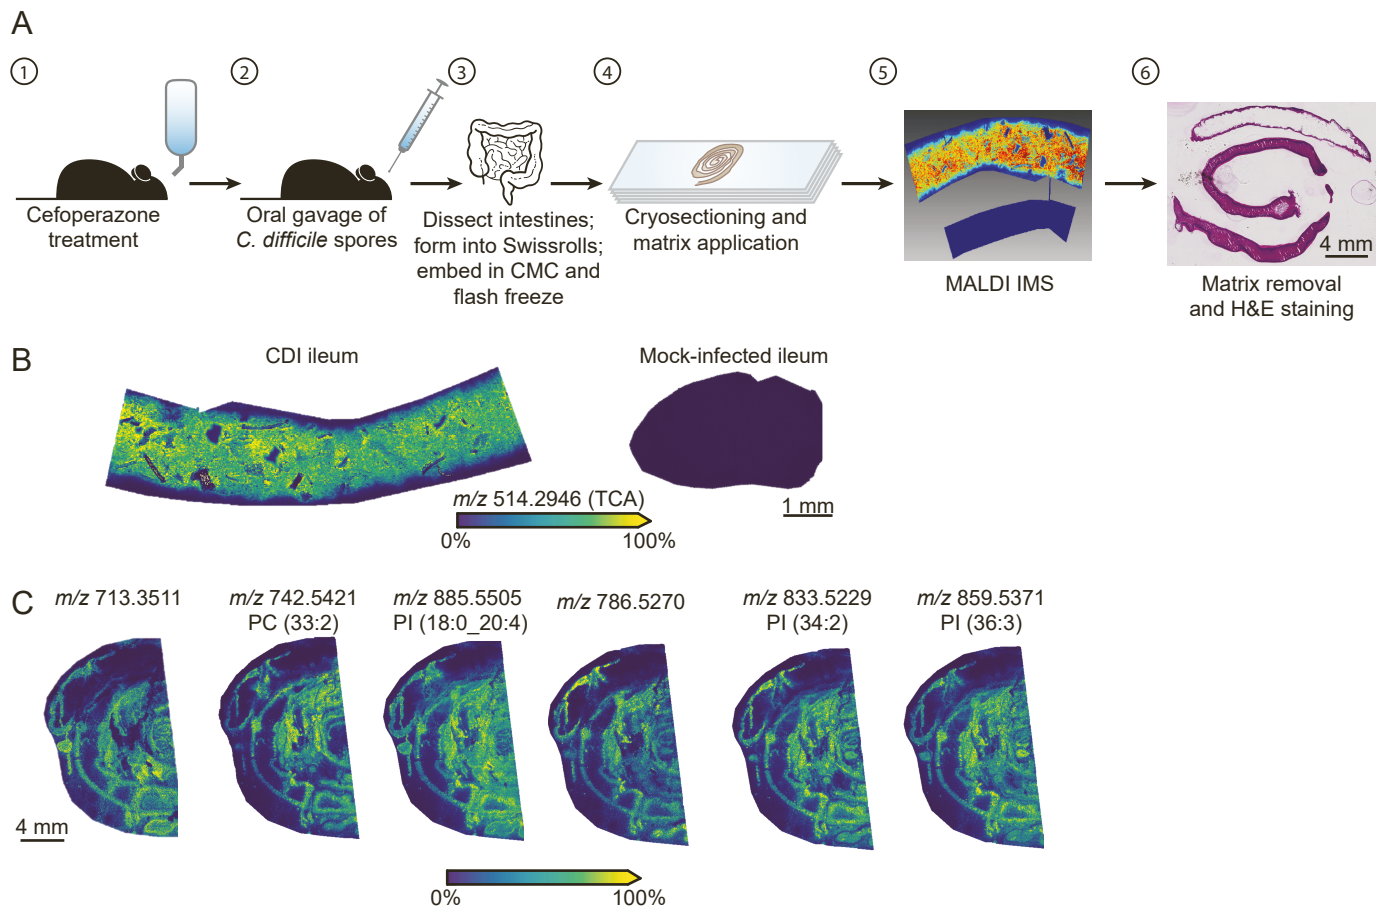 A
1
2
3
4
5
6
Cefoperazone
treatment
Oral gavage of
C. difficile spores
Dissect intestines;
form into Swissrolls;
embed in CMC and
flash freeze
Cryosectioning and
matrix application
MALDI IMS
4 mm
Matrix removal
and H&E staining
B
CDI ileum
Mock-infected ileum
m/z 514.2946 (TCA)
0%
100%
1 mm
C
m/z 713.3511
m/z 742.5421
PC (33:2)
m/z 885.5505
PI (18:0_20:4)
m/z 786.5270
m/z 833.5229
PI (34:2)
m/z 859.5371
PI (36:3)
4 mm
0%
100%